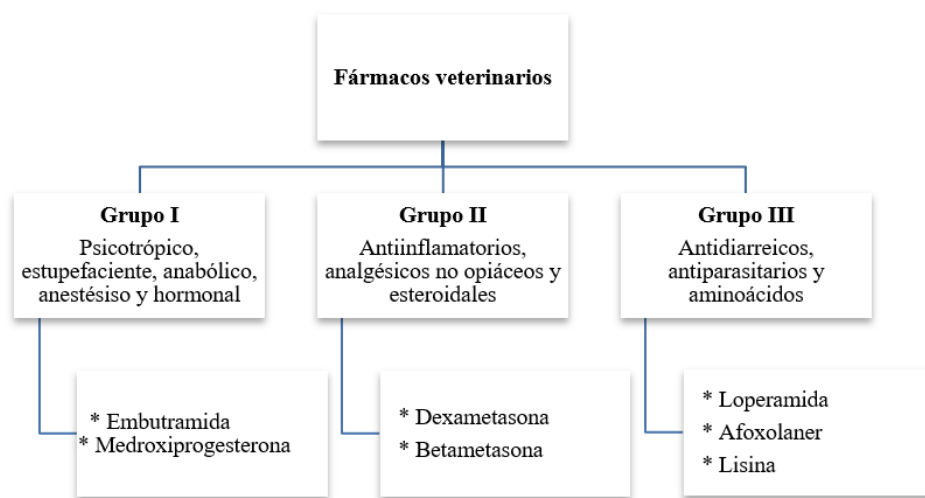 Fármacos veterinarios
Grupo I
Psicotrópico,
estupefaciente, anabólico,
anestésiso y hormonal
Grupo II
Antiinflamatorios,
analgésicos no opiáceos y
esteroidales
Grupo III
Antidiarreicos,
antiparasitarios y
aminoácidos
* Embutramida
* Medroxiprogesterona
* Dexametasona
* Betametasona
* Loperamida
* Afoxolaner
* Lisina